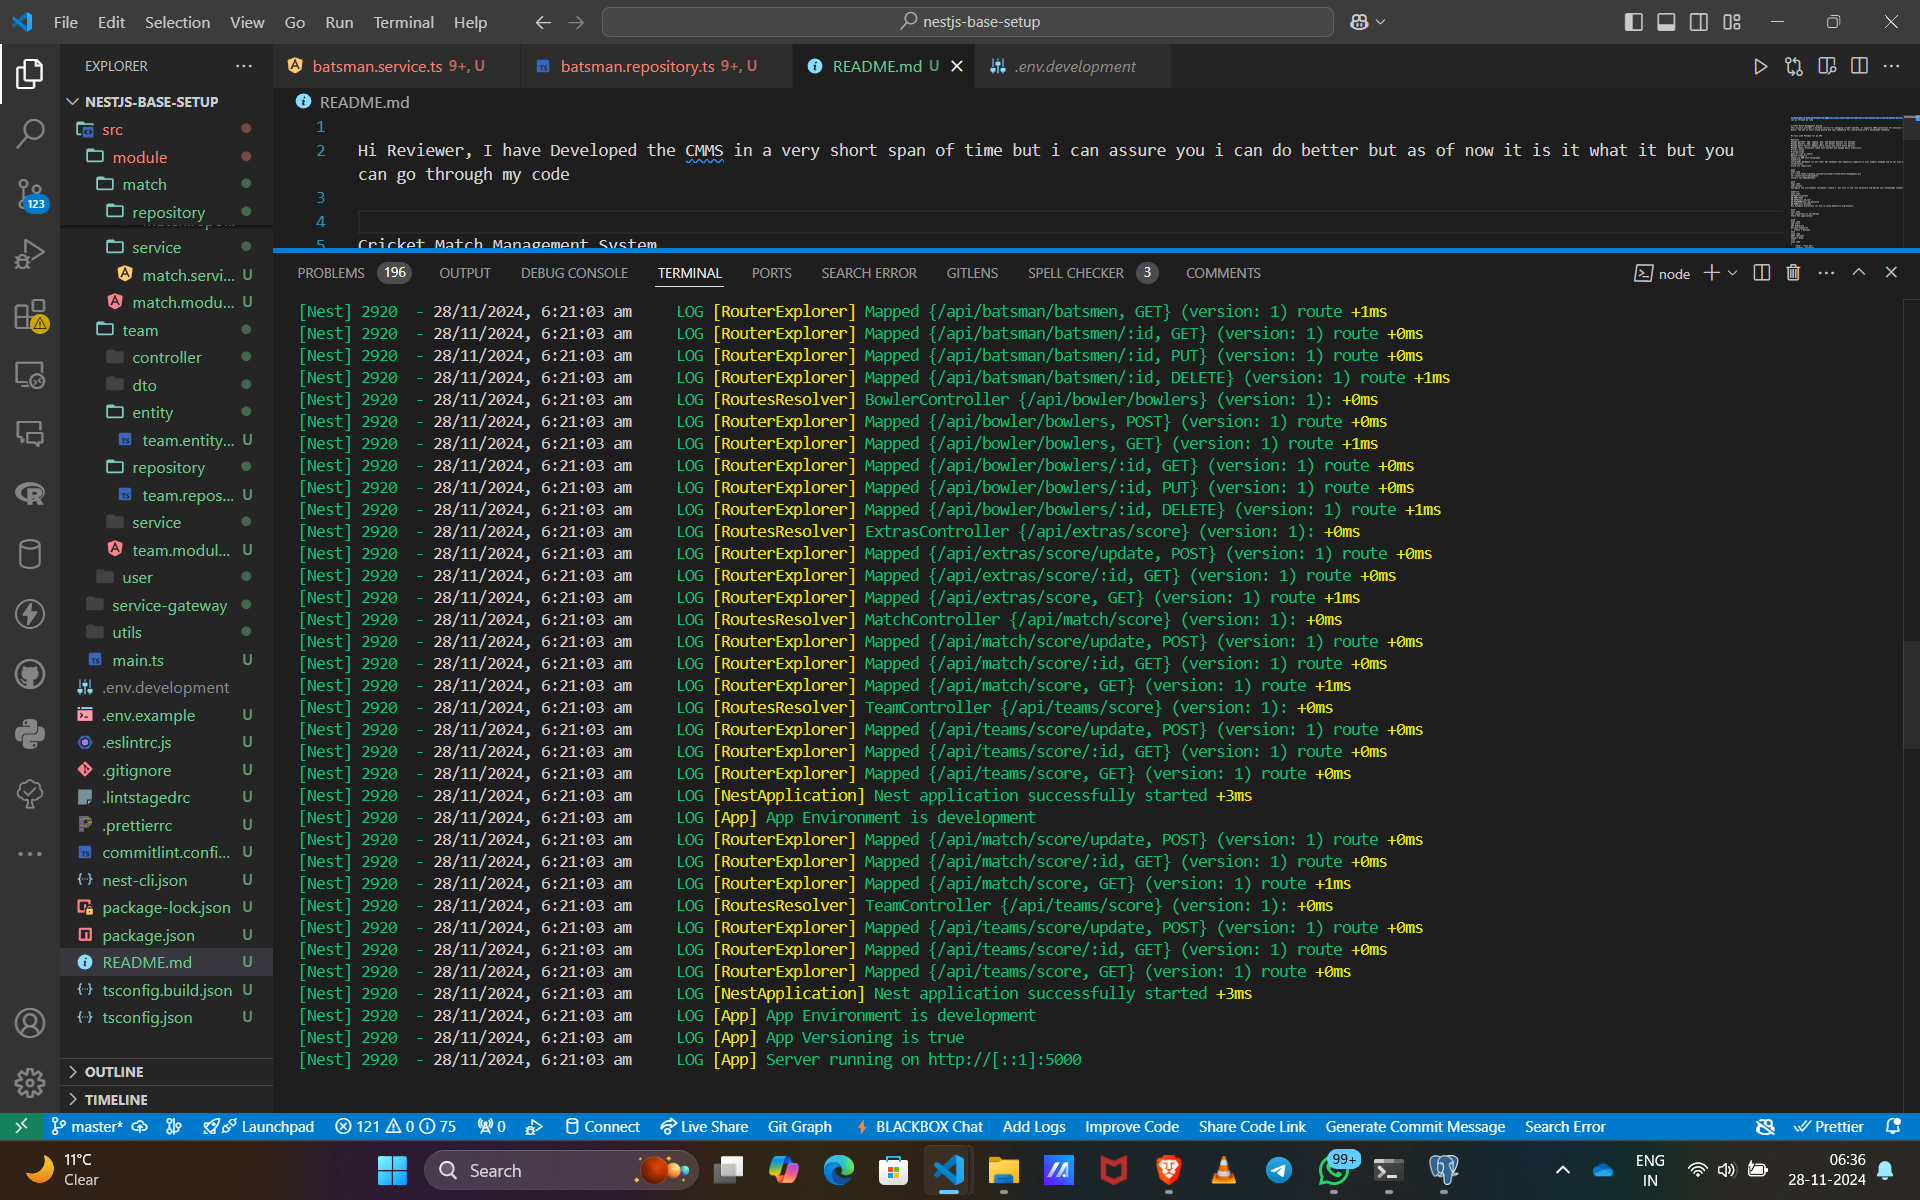 File Edit Selection View Go Run Terminal Help
nestjs-base-setup
EXPLORER
NESTJS-BASE-SETUP
src
module
match
repository
service
match.servi... U
match.modu... U
team
controller
dto
entity
team.entity... U
repository
team.repos... U
service
team.modul... U
user
service-gateway
utils
main.ts U
.env.development
.env.example U
.eslintrc.js U
.gitignore U
.lintstagedrc U
.prettierrc U
commitlint.confi... U
nest-cli.json U
package-lock.json U
package.json U
README.md U
tsconfig.build.json U
tsconfig.json U
OUTLINE
TIMELINE
123
batsman.service.ts 9+, U batsman.repository.ts 9+, U README.md U .env.development
README.md
1
2 Hi Reviewer, I have Developed the CMMS in a very short span of time but i can assure you i can do better but as of now it is it what it but you
can go through my code
3
4
5 Cricket Match Management System
PROBLEMS 196 OUTPUT DEBUG CONSOLE TERMINAL PORTS SEARCH ERROR GITLENS SPELL CHECKER 3 COMMENTS node
[Nest] 2920 - 28/11/2024, 6:21:03 am LOG [RouterExplorer] Mapped {/api/batsman/batsmen, GET} (version: 1) route +1ms
[Nest] 2920 - 28/11/2024, 6:21:03 am LOG [RouterExplorer] Mapped {/api/batsman/batsmen/:id, GET} (version: 1) route +0ms
[Nest] 2920 - 28/11/2024, 6:21:03 am LOG [RouterExplorer] Mapped {/api/batsman/batsmen/:id, PUT} (version: 1) route +0ms
[Nest] 2920 - 28/11/2024, 6:21:03 am LOG [RouterExplorer] Mapped {/api/batsman/batsmen/:id, DELETE} (version: 1) route +1ms
[Nest] 2920 - 28/11/2024, 6:21:03 am LOG [RoutesResolver] BowlerController {/api/bowler/bowlers} (version: 1): +0ms
[Nest] 2920 - 28/11/2024, 6:21:03 am LOG [RouterExplorer] Mapped {/api/bowler/bowlers, POST} (version: 1) route +0ms
[Nest] 2920 - 28/11/2024, 6:21:03 am LOG [RouterExplorer] Mapped {/api/bowler/bowlers, GET} (version: 1) route +1ms
[Nest] 2920 - 28/11/2024, 6:21:03 am LOG [RouterExplorer] Mapped {/api/bowler/bowlers/:id, GET} (version: 1) route +0ms
[Nest] 2920 - 28/11/2024, 6:21:03 am LOG [RouterExplorer] Mapped {/api/bowler/bowlers/:id, PUT} (version: 1) route +0ms
[Nest] 2920 - 28/11/2024, 6:21:03 am LOG [RouterExplorer] Mapped {/api/bowler/bowlers/:id, DELETE} (version: 1) route +1ms
[Nest] 2920 - 28/11/2024, 6:21:03 am LOG [RoutesResolver] ExtrasController {/api/extras/score} (version: 1): +0ms
[Nest] 2920 - 28/11/2024, 6:21:03 am LOG [RouterExplorer] Mapped {/api/extras/score/update, POST} (version: 1) route +0ms
[Nest] 2920 - 28/11/2024, 6:21:03 am LOG [RouterExplorer] Mapped {/api/extras/score/:id, GET} (version: 1) route +0ms
[Nest] 2920 - 28/11/2024, 6:21:03 am LOG [RouterExplorer] Mapped {/api/extras/score, GET} (version: 1) route +1ms
[Nest] 2920 - 28/11/2024, 6:21:03 am LOG [RoutesResolver] MatchController {/api/match/score} (version: 1): +0ms
[Nest] 2920 - 28/11/2024, 6:21:03 am LOG [RouterExplorer] Mapped {/api/match/score/update, POST} (version: 1) route +0ms
[Nest] 2920 - 28/11/2024, 6:21:03 am LOG [RouterExplorer] Mapped {/api/match/score/:id, GET} (version: 1) route +0ms
[Nest] 2920 - 28/11/2024, 6:21:03 am LOG [RouterExplorer] Mapped {/api/match/score, GET} (version: 1) route +1ms
[Nest] 2920 - 28/11/2024, 6:21:03 am LOG [RoutesResolver] TeamController {/api/teams/score} (version: 1): +0ms
[Nest] 2920 - 28/11/2024, 6:21:03 am LOG [RouterExplorer] Mapped {/api/teams/score/update, POST} (version: 1) route +0ms
[Nest] 2920 - 28/11/2024, 6:21:03 am LOG [RouterExplorer] Mapped {/api/teams/score/:id, GET} (version: 1) route +0ms
[Nest] 2920 - 28/11/2024, 6:21:03 am LOG [RouterExplorer] Mapped {/api/teams/score, GET} (version: 1) route +0ms
[Nest] 2920 - 28/11/2024, 6:21:03 am LOG [NestApplication] Nest application successfully started +3ms
[Nest] 2920 - 28/11/2024, 6:21:03 am LOG [App] App Environment is development
[Nest] 2920 - 28/11/2024, 6:21:03 am LOG [RouterExplorer] Mapped {/api/match/score/update, POST} (version: 1) route +0ms
[Nest] 2920 - 28/11/2024, 6:21:03 am LOG [RouterExplorer] Mapped {/api/match/score/:id, GET} (version: 1) route +0ms
[Nest] 2920 - 28/11/2024, 6:21:03 am LOG [RouterExplorer] Mapped {/api/match/score, GET} (version: 1) route +1ms
[Nest] 2920 - 28/11/2024, 6:21:03 am LOG [RoutesResolver] TeamController {/api/teams/score} (version: 1): +0ms
[Nest] 2920 - 28/11/2024, 6:21:03 am LOG [RouterExplorer] Mapped {/api/teams/score/update, POST} (version: 1) route +0ms
[Nest] 2920 - 28/11/2024, 6:21:03 am LOG [RouterExplorer] Mapped {/api/teams/score/:id, GET} (version: 1) route +0ms
[Nest] 2920 - 28/11/2024, 6:21:03 am LOG [RouterExplorer] Mapped {/api/teams/score, GET} (version: 1) route +0ms
[Nest] 2920 - 28/11/2024, 6:21:03 am LOG [NestApplication] Nest application successfully started +3ms
[Nest] 2920 - 28/11/2024, 6:21:03 am LOG [App] App Environment is development
[Nest] 2920 - 28/11/2024, 6:21:03 am LOG [App] App Versioning is true
[Nest] 2920 - 28/11/2024, 6:21:03 am LOG [App] Server running on http://[::1]:5000
master* Launchpad 121 0 75 0 Connect Live Share Git Graph BLACKBOX Chat Add Logs Improve Code Share Code Link Generate Commit Message Search Error Prettier
11°C
Clear
Search
99+
ENG
IN
06:36
28-11-2024